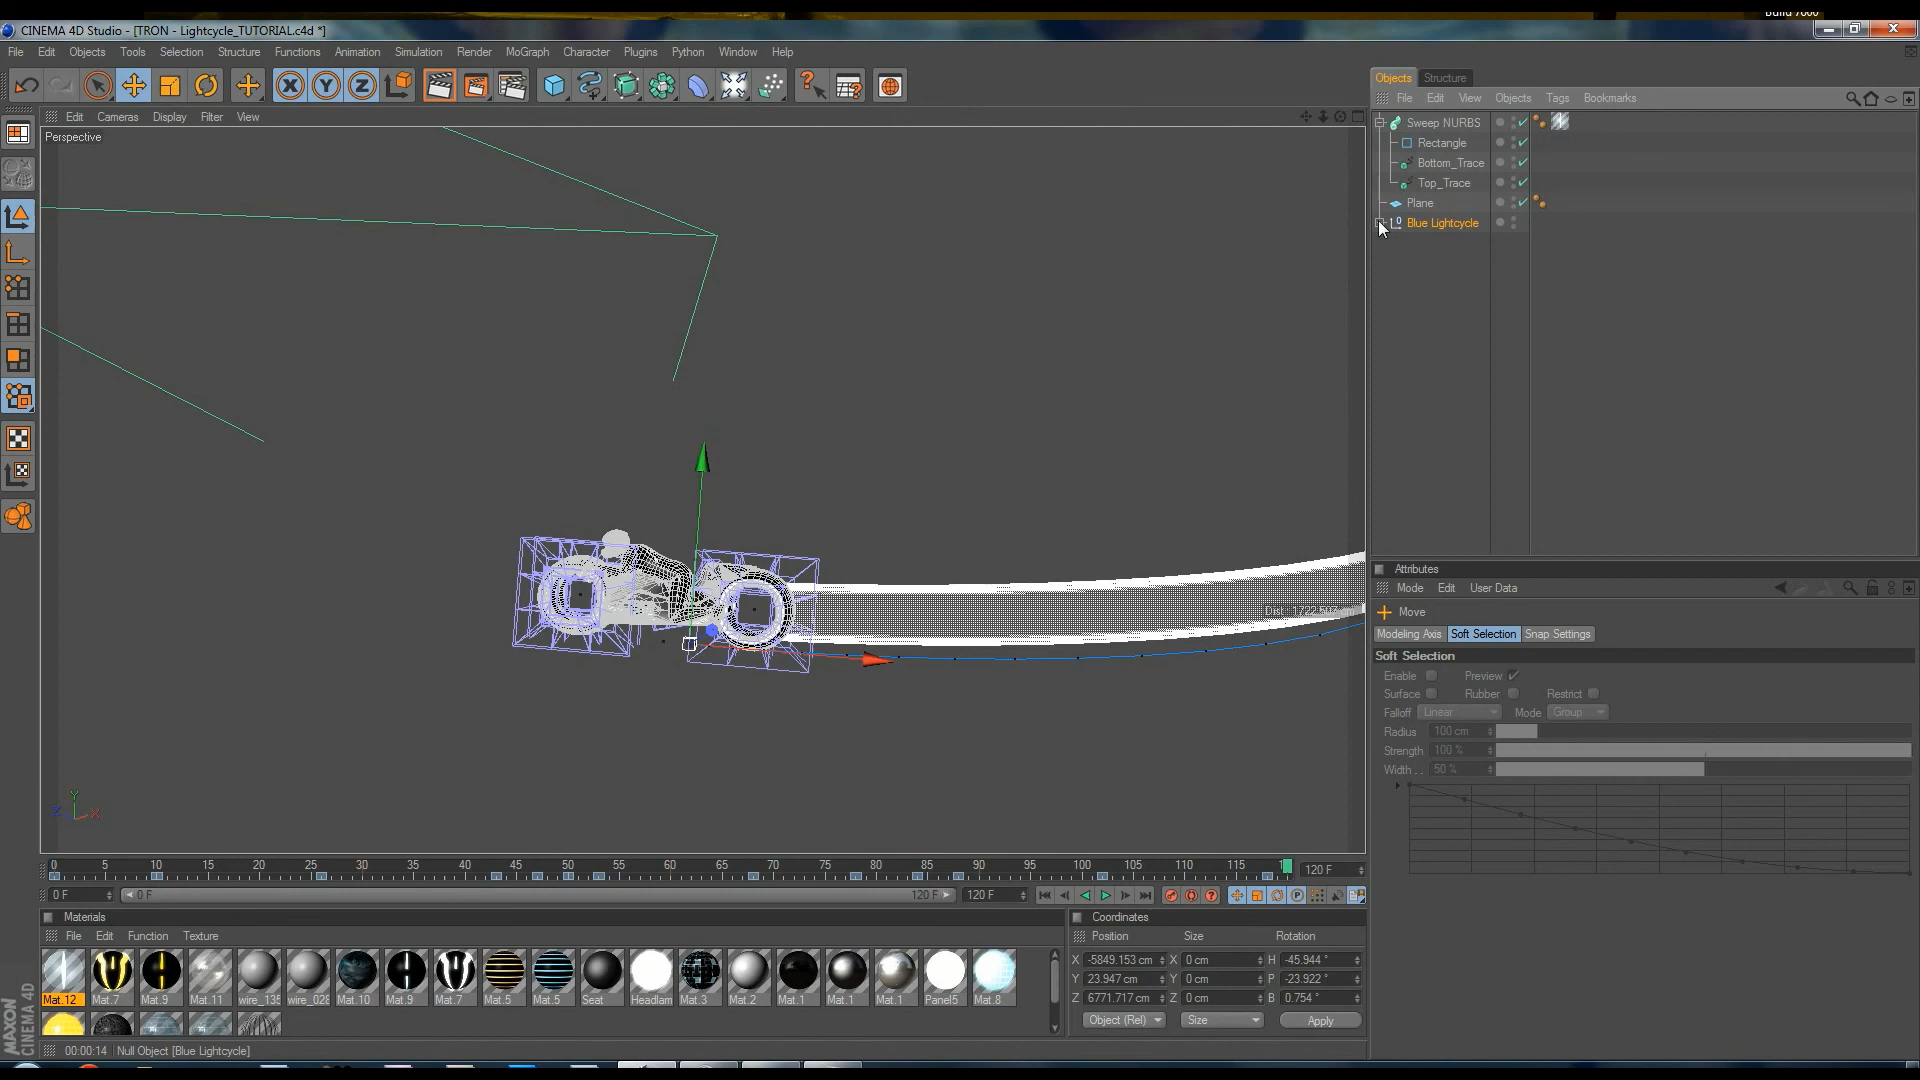 Build 7600
CINEMA 4D Studio - [TRON - Lightcycle_TUTORIAL.c4d *]
File Edit Objects Tools Selection Structure Functions Animation Simulation Render MoGraph Character Plugins Python Window Help
Objects Structure
File Edit View Objects Tags Bookmarks
Edit Cameras Display Filter View
Perspective
Sweep NURBS
Rectangle
Bottom_Trace
Top_Trace
Plane
Blue Lightcycle
Attributes
Mode Edit User Data
Move
Modeling Axis Soft Selection Snap Settings
Soft Selection
Enable Preview
Surface Rubber Restrict
Falloff Linear Mode Group
Radius 100 cm
Strength 100 %
Width . . 50 %
0 5 10 15 20 25 30 35 40 45 50 55 60 65 70 75 80 85 90 95 100 105 110 115 120 F
0 F 0 F 120 F 120 F
Materials
File Edit Function Texture
Mat.12 Mat.7 Mat.9 Mat.11 wire_135 wire_028 Mat.10 Mat.9 Mat.7 Mat.5 Mat.5 Seat Headlam Mat.3 Mat.2 Mat.1 Mat.1 Mat.1 Panel5 Mat.8
Coordinates
Position Size Rotation
X -5849.153 cm X 0 cm H -45.944 °
Y 23.947 cm Y 0 cm P -23.922 °
Z 6771.717 cm Z 0 cm B 0.754 °
Object (Rel) Size Apply
00:00:14 Null Object [Blue Lightcycle]
MAXON
CINEMA 4D